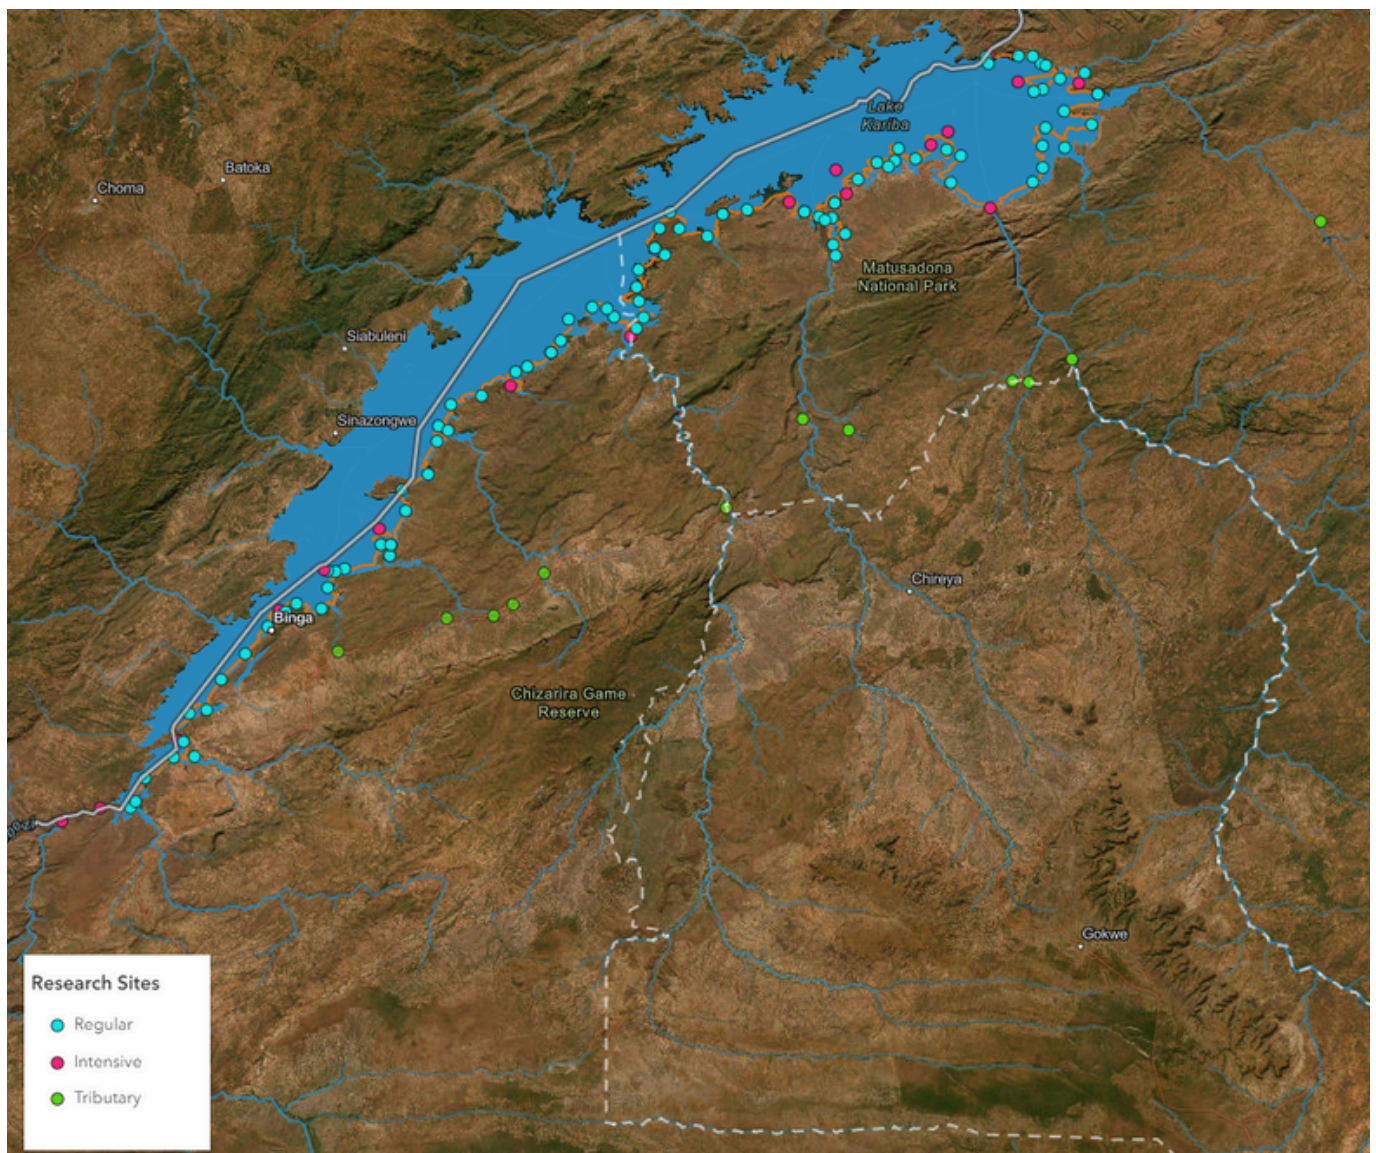 Lake
Kariba
Batoka
Choma
Matusadona
National Park
Siabuleni
Sinazongwe
Chireya
Binga
Chizarira Game
Reserve
Gokwe
Research Sites
Regular
Intensive
Tributary